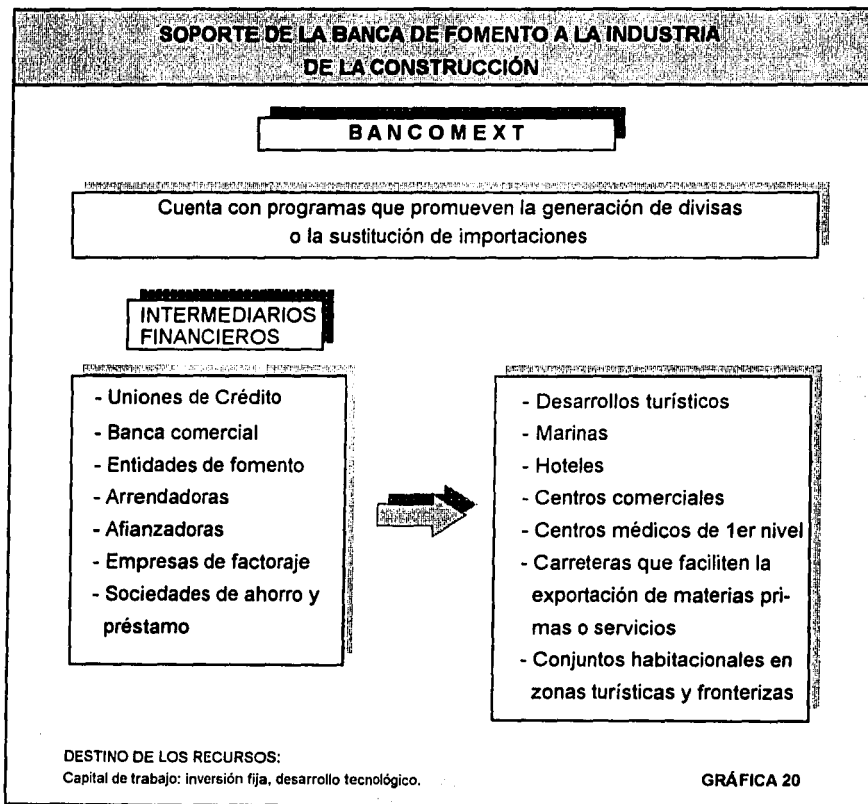 SOPORTE DE LA BANCA DE FOMENTO A LA INDUSTRIA
DE LA CONSTRUCCIÓN
BANCOMEXT
Cuenta con programas que promueven la generación de divisas
o la sustitución de importaciones
INTERMEDIARIOS
FINANCIEROS
- Uniones de Crédito
- Banca comercial
- Entidades de fomento
- Arrendadoras
- Afianzadoras
- Empresas de factoraje
- Sociedades de ahorro y
préstamo
- Desarrollos turísticos
- Marinas
- Hoteles
- Centros comerciales
- Centros médicos de 1er nivel
- Carreteras que faciliten la
exportación de materias pri-
mas o servicios
- Conjuntos habitacionales en
zonas turísticas y fronterizas
DESTINO DE LOS RECURSOS:
Capital de trabajo: inversión fija, desarrollo tecnológico.
GRÁFICA 20